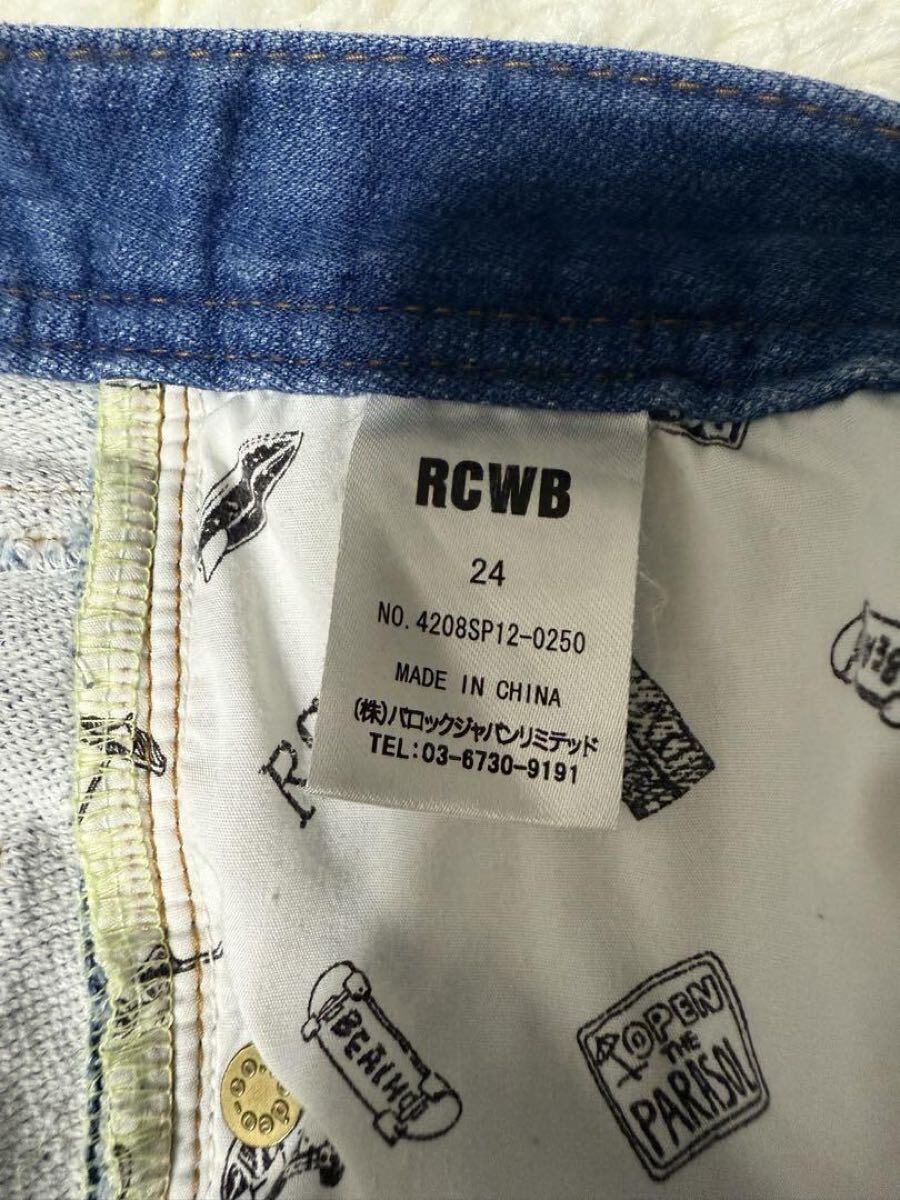 RCWB
24
NO. 4208SP12-0250
MADE IN CHINA
(株)バロックジャパンリミテッド
TEL:03-6730-9191
BEACH
OPEN
THE
PARASOL